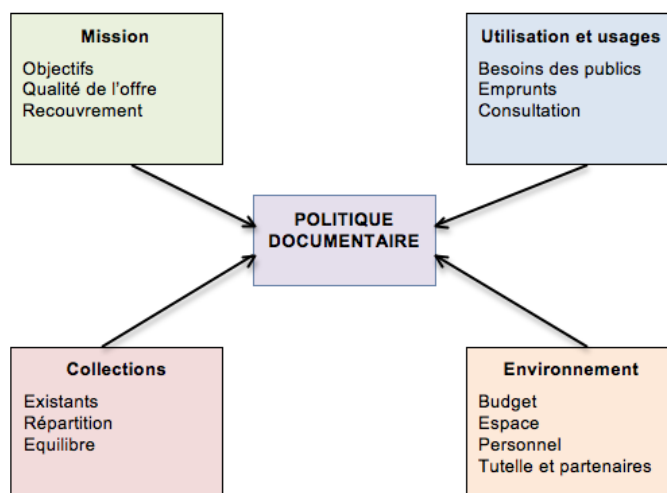 Mission
Objectifs
Qualité de l'offre
Recouvrement
Utilisation et usages
Besoins des publics
Emprunts
Consultation
POLITIQUE
DOCUMENTAIRE
Collections
Existants
Répartition
Equilibre
Environnement
Budget
Espace
Personnel
Tutelle et partenaires